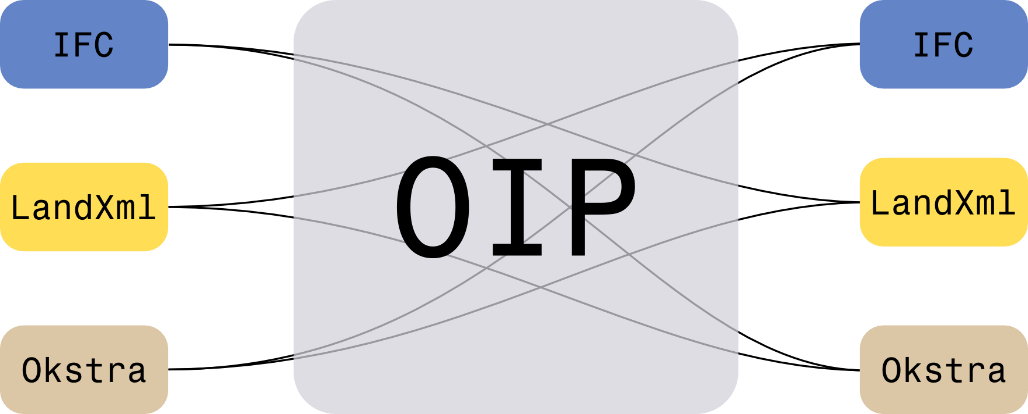 IFC
LandXml
Okstra
OIP
IFC
LandXml
Okstra